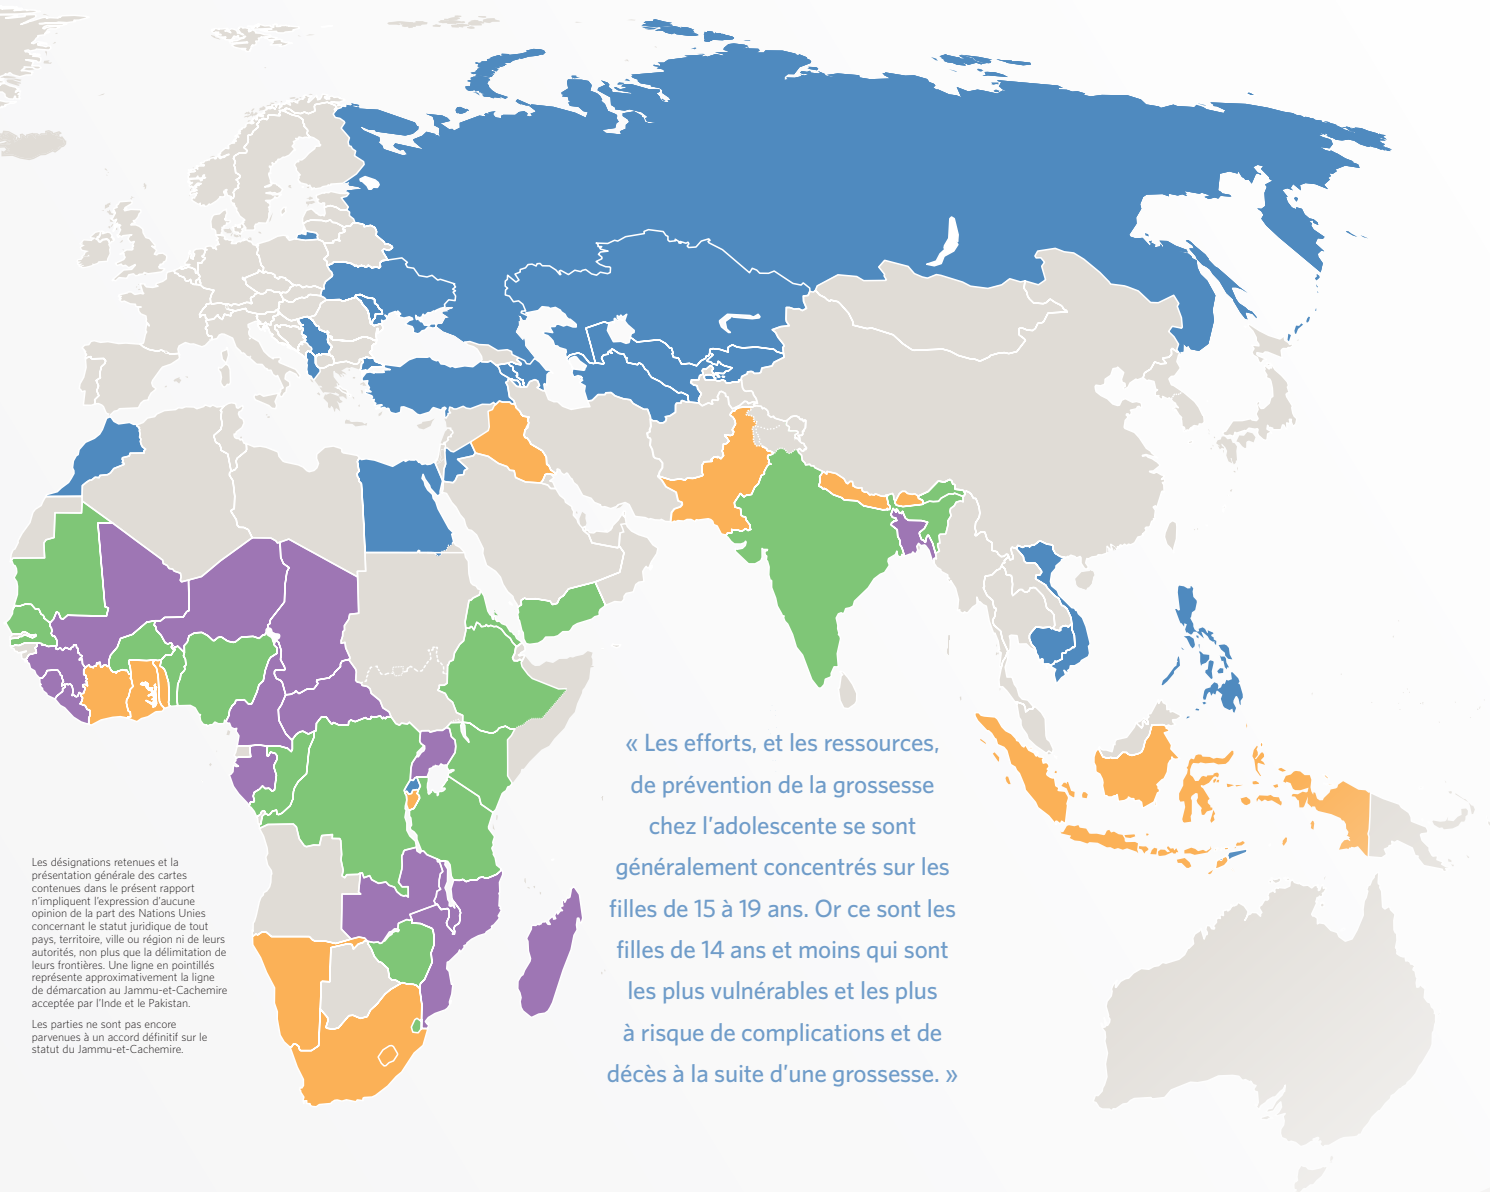 « Les efforts, et les ressources,
de prévention de la grossesse
chez l’adolescente se sont
généralement concentrés sur les
filles de 15 à 19 ans. Or ce sont les
filles de 14 ans et moins qui sont
les plus vulnérables et les plus
à risque de complications et de
décès à la suite d’une grossesse. »
Les désignations retenues et la
présentation générale des cartes
contenues dans le présent rapport
n’impliquent l’expression d’aucune
opinion de la part des Nations Unies
concernant le statut juridique de tout
pays, territoire, ville ou région ni de leurs
autorités, non plus que la délimitation de
leurs frontières. Une ligne en pointillés
représente approximativement la ligne
de démarcation au Jammu-et-Cachemire
acceptée par l’Inde et le Pakistan.
Les parties ne sont pas encore
parvenues à un accord définitif sur le
statut du Jammu-et-Cachemire.